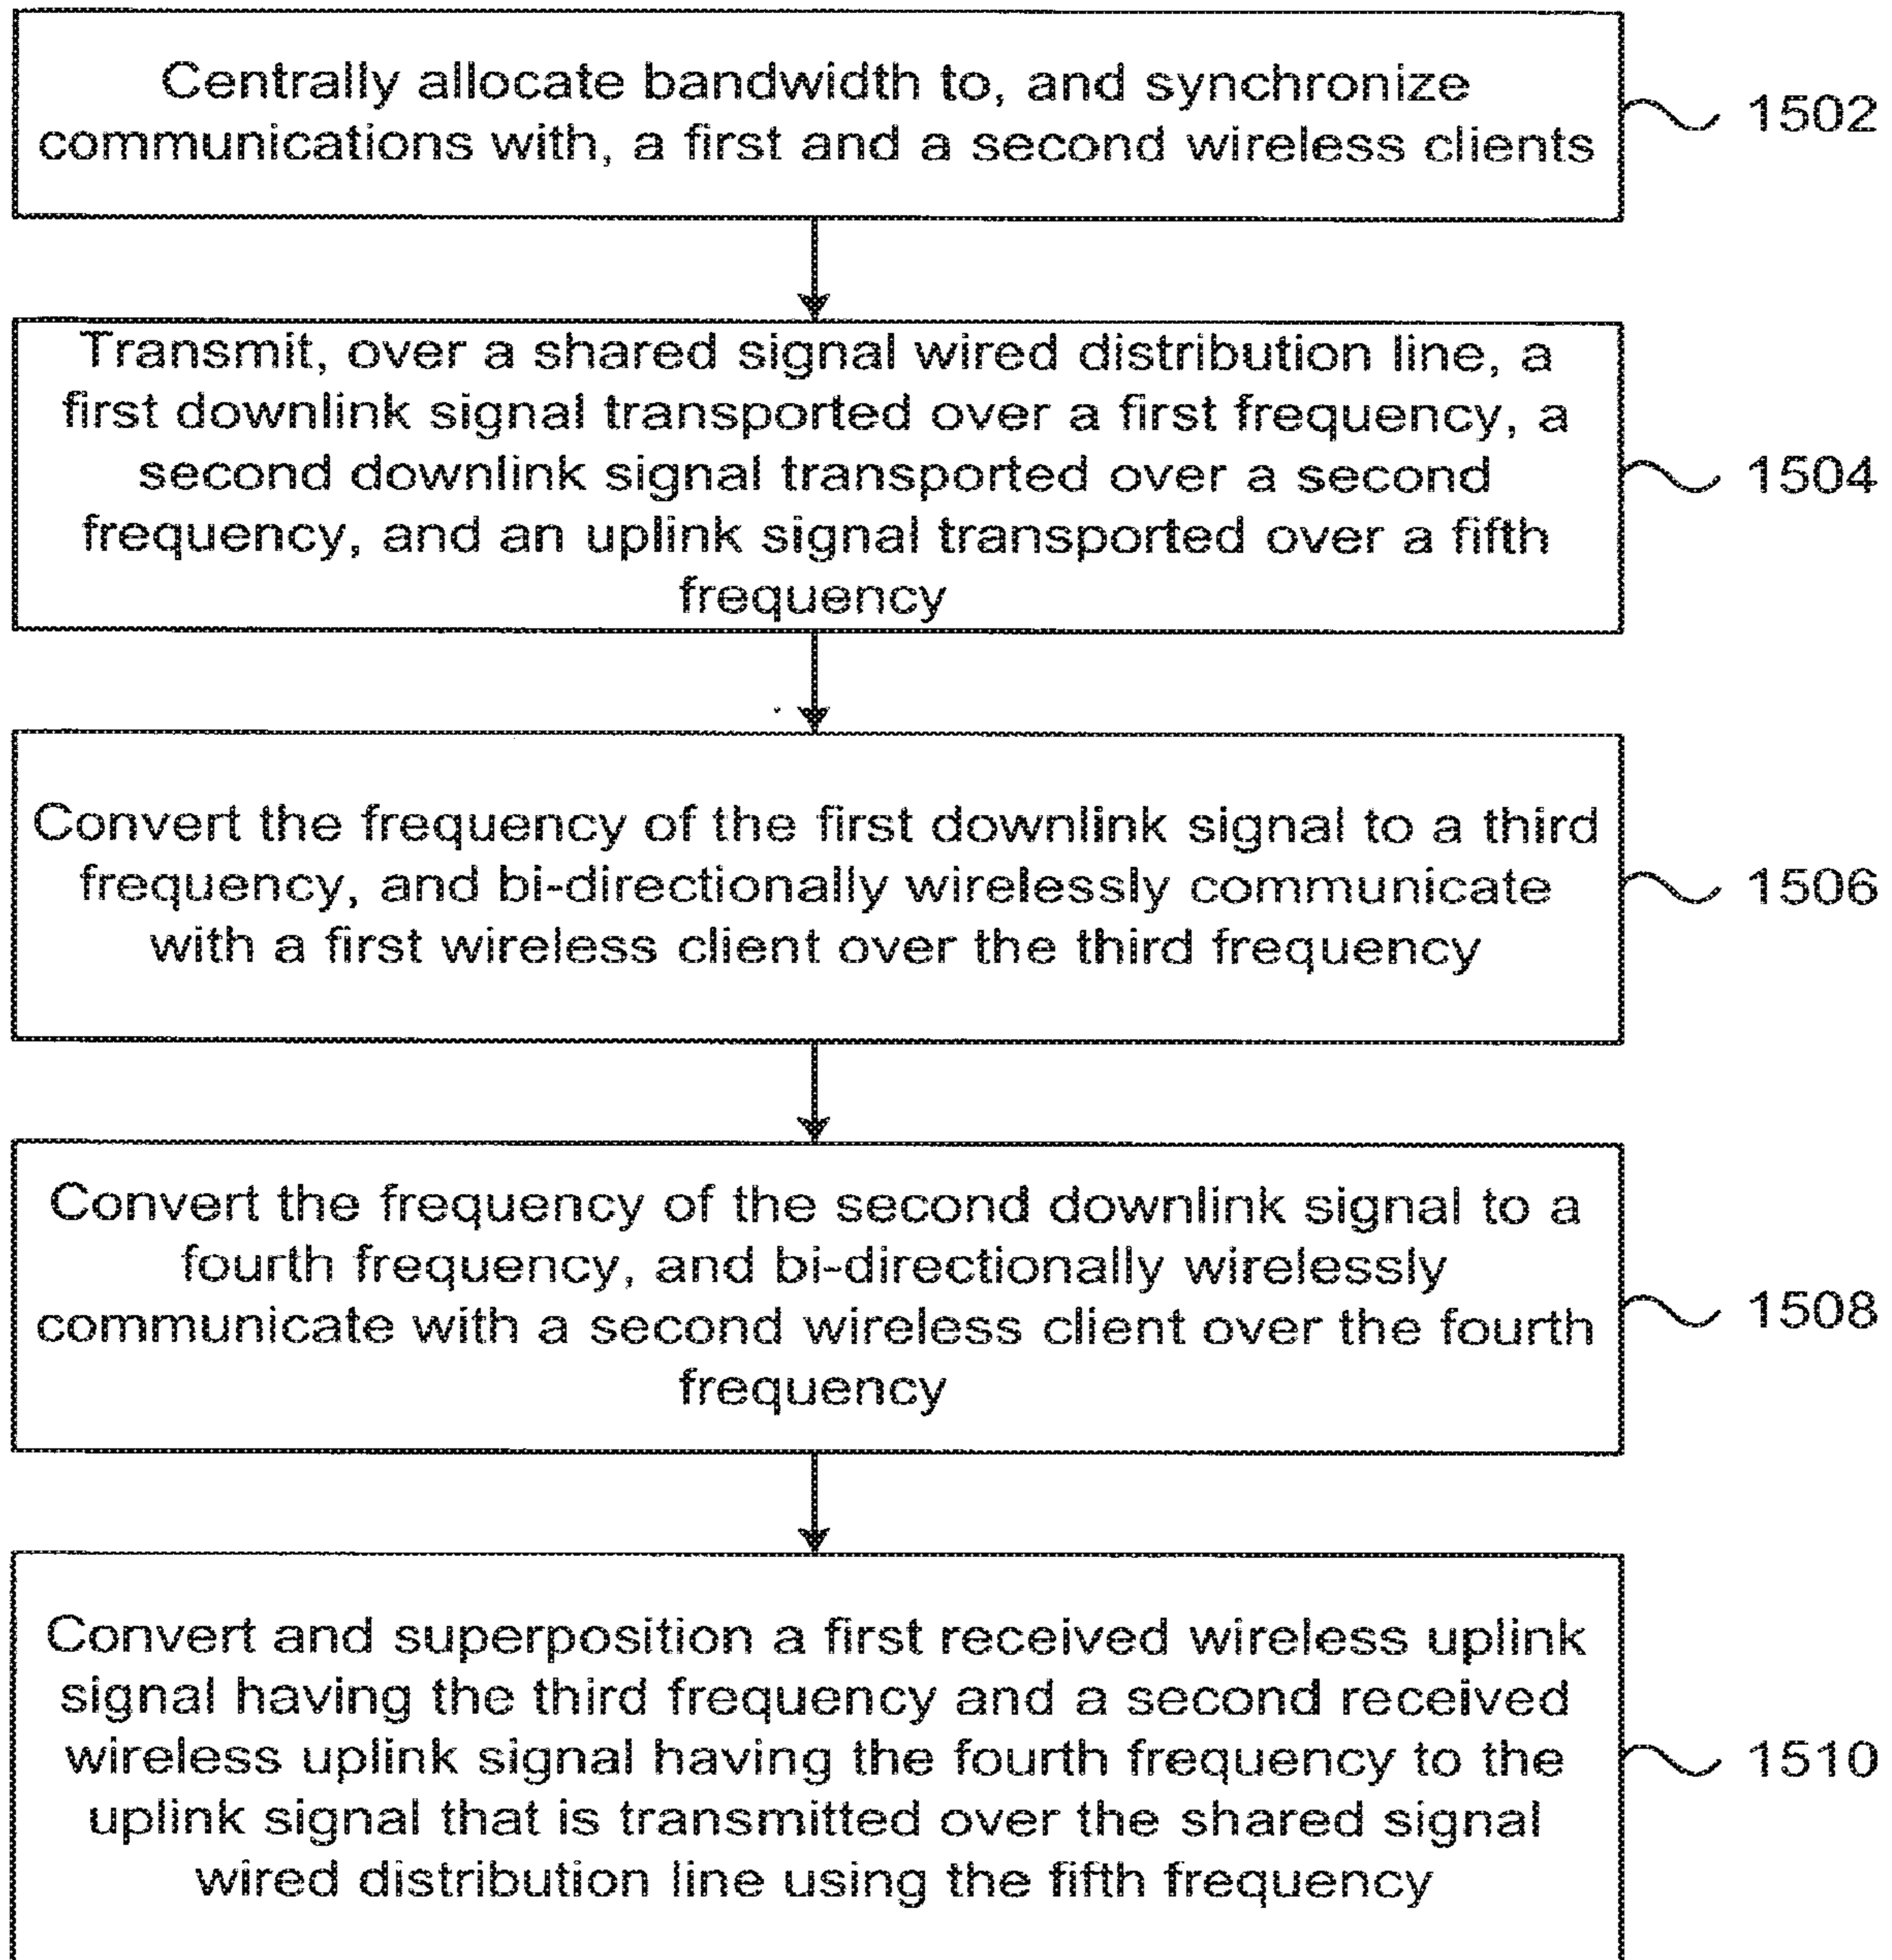 Centrally allocate bandwidth to, and synchronize
communications with, a first and a second wireless clients
1502
Transmit, over a shared signal wired distribution line, a
first downlink signal transported over a first frequency, a
second downlink signal transported over a second
frequency, and an uplink signal transported over a fifth
frequency
1504
Convert the frequency of the first downlink signal to a third
frequency, and bi-directionally wirelessly communicate
with a first wireless client over the third frequency
1506
Convert the frequency of the second downlink signal to a
fourth frequency, and bi-directionally wirelessly
communicate with a second wireless client over the fourth
frequency
1508
Convert and superposition a first received wireless uplink
signal having the third frequency and a second received
wireless uplink signal having the fourth frequency to the
uplink signal that is transmitted over the shared signal
wired distribution line using the fifth frequency
1510